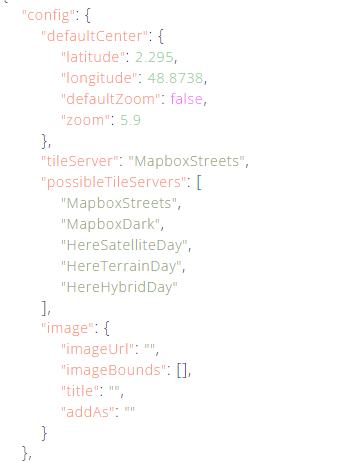 {
"config": {
"defaultCenter": {
"latitude": 2.295,
"longitude": 48.8738,
"defaultZoom": false,
"zoom": 5.9
},
"tileServer": "MapboxStreets",
"possibleTileServers": [
"MapboxStreets",
"MapboxDark",
"HereSatelliteDay",
"HereTerrainDay",
"HereHybridDay"
],
"image": {
"imageUrl": "",
"imageBounds": [],
"title": "",
"addAs": ""
}
},